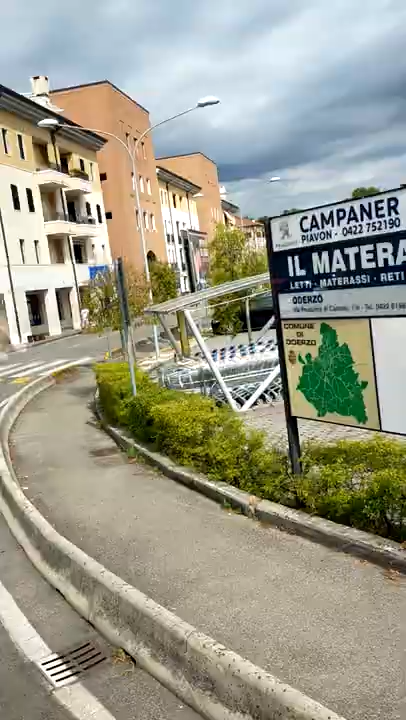 CAMPANER
PIAVON - 0422 752190
IL MATERA
LETTI - MATERASSI - RETI
ODERZO
COMUNE
DI
ODERZO